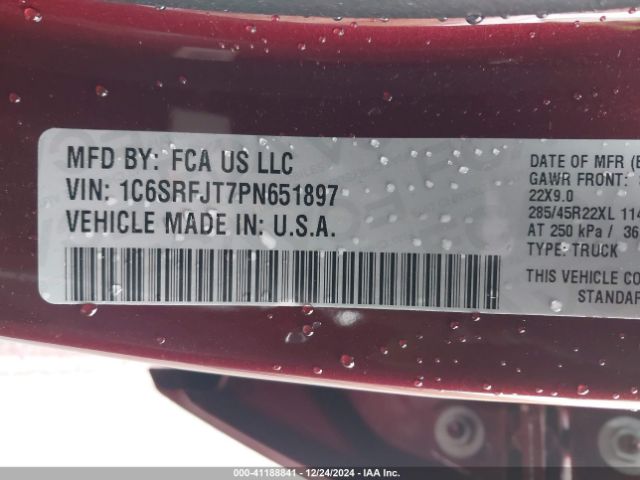 MFD BY: FCA US LLC
VIN: 1C6SRFJT7PN651897
VEHICLE MADE IN: U.S.A.
DATE OF MFR
GAWR FRONT:
22X9.0
285/45R22XL
AT 250 kPa /
TYPE: TRUCK
THIS VEHICLE
000-41188841 - 12/24/2024 - IAA Inc.